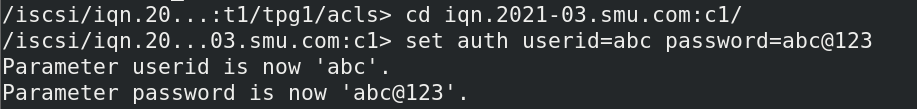 /iscsi/iqn.20...:t1/tpg1/acls> cd iqn.2021-03.smu.com:c1/
/iscsi/iqn.20...03.smu.com:c1> set auth userid=abc password=abc@123
Parameter userid is now 'abc'.
Parameter password is now 'abc@123'.